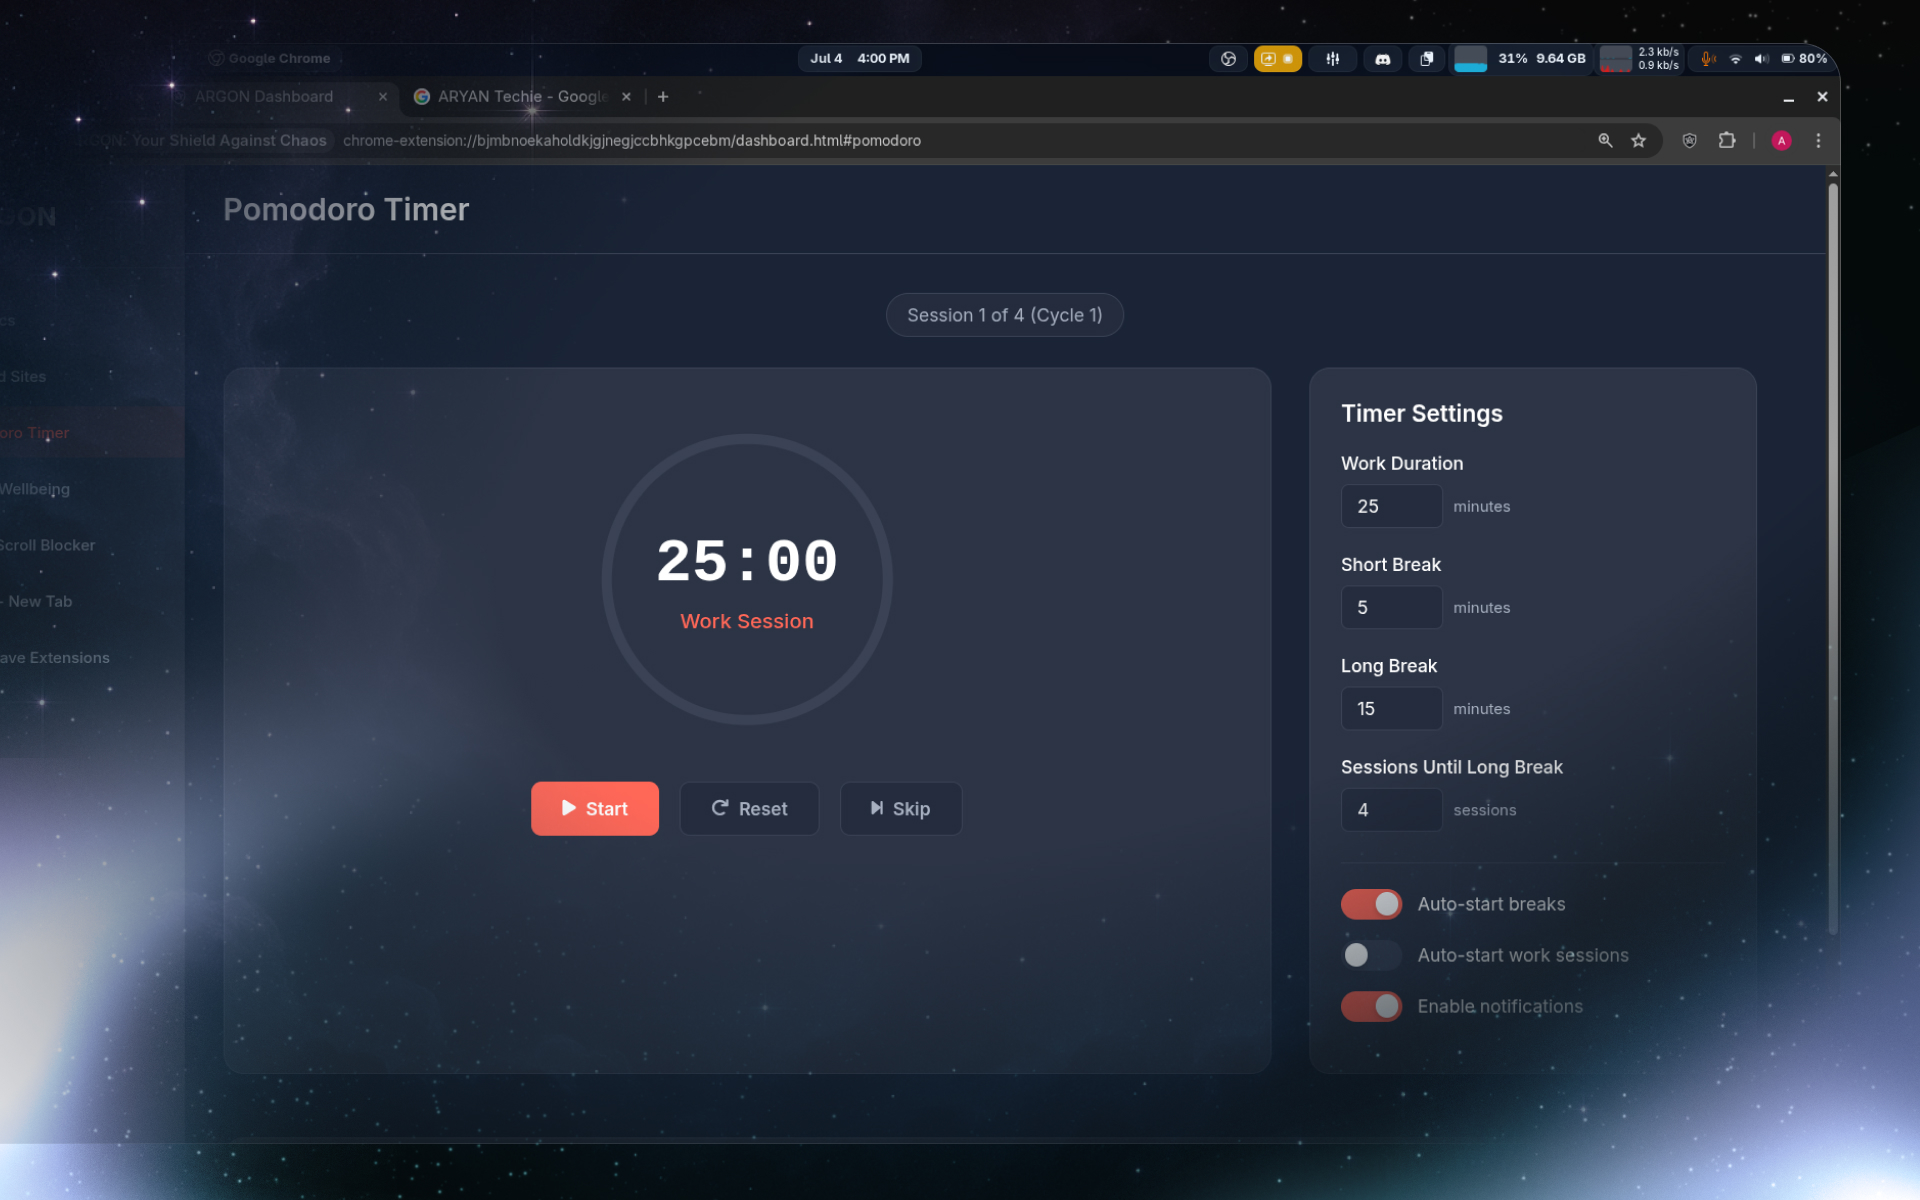 Google Chrome
Jul 4 4:00 PM
31% 9.64 GB
2.3 kb/s
0.9 kb/s
80%
ARGON Dashboard
ARYAN Techie - Google
ARGON: Your Shield Against Chaos chrome-extension://bjmbnoekaholdkjgjnegjccbhkgpcebm/dashboard.html#pomodoro
A
GON
cs
d Sites
oro Timer
Wellbeing
Scroll Blocker
- New Tab
ave Extensions
Pomodoro Timer
Session 1 of 4 (Cycle 1)
25:00
Work Session
Start
Reset
Skip
Timer Settings
Work Duration
25 minutes
Short Break
5 minutes
Long Break
15 minutes
Sessions Until Long Break
4 sessions
Auto-start breaks
Auto-start work sessions
Enable notifications